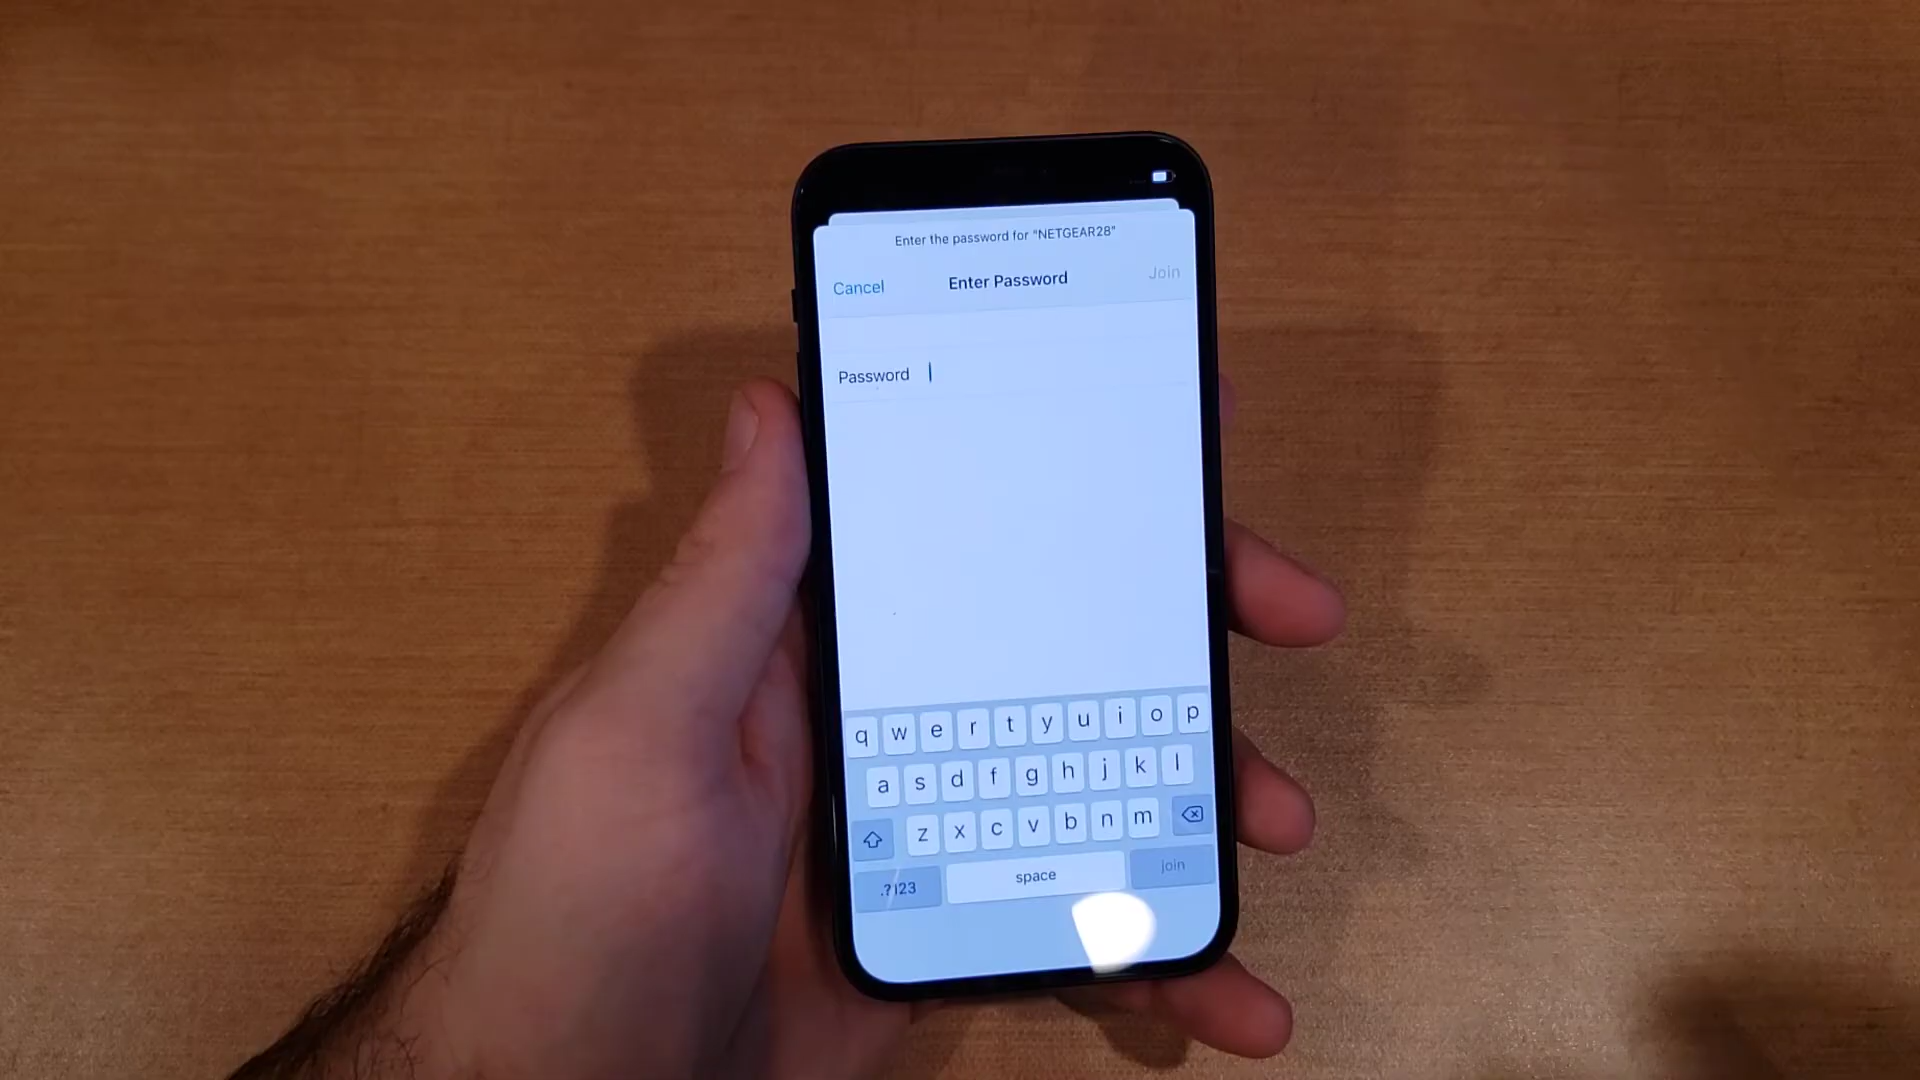 Enter the password for "NETGEAR28"
Cancel Enter Password Join
Password
q w e r t y u i o p
a s d f g h j k l
z x c v b n m
.?123 space join